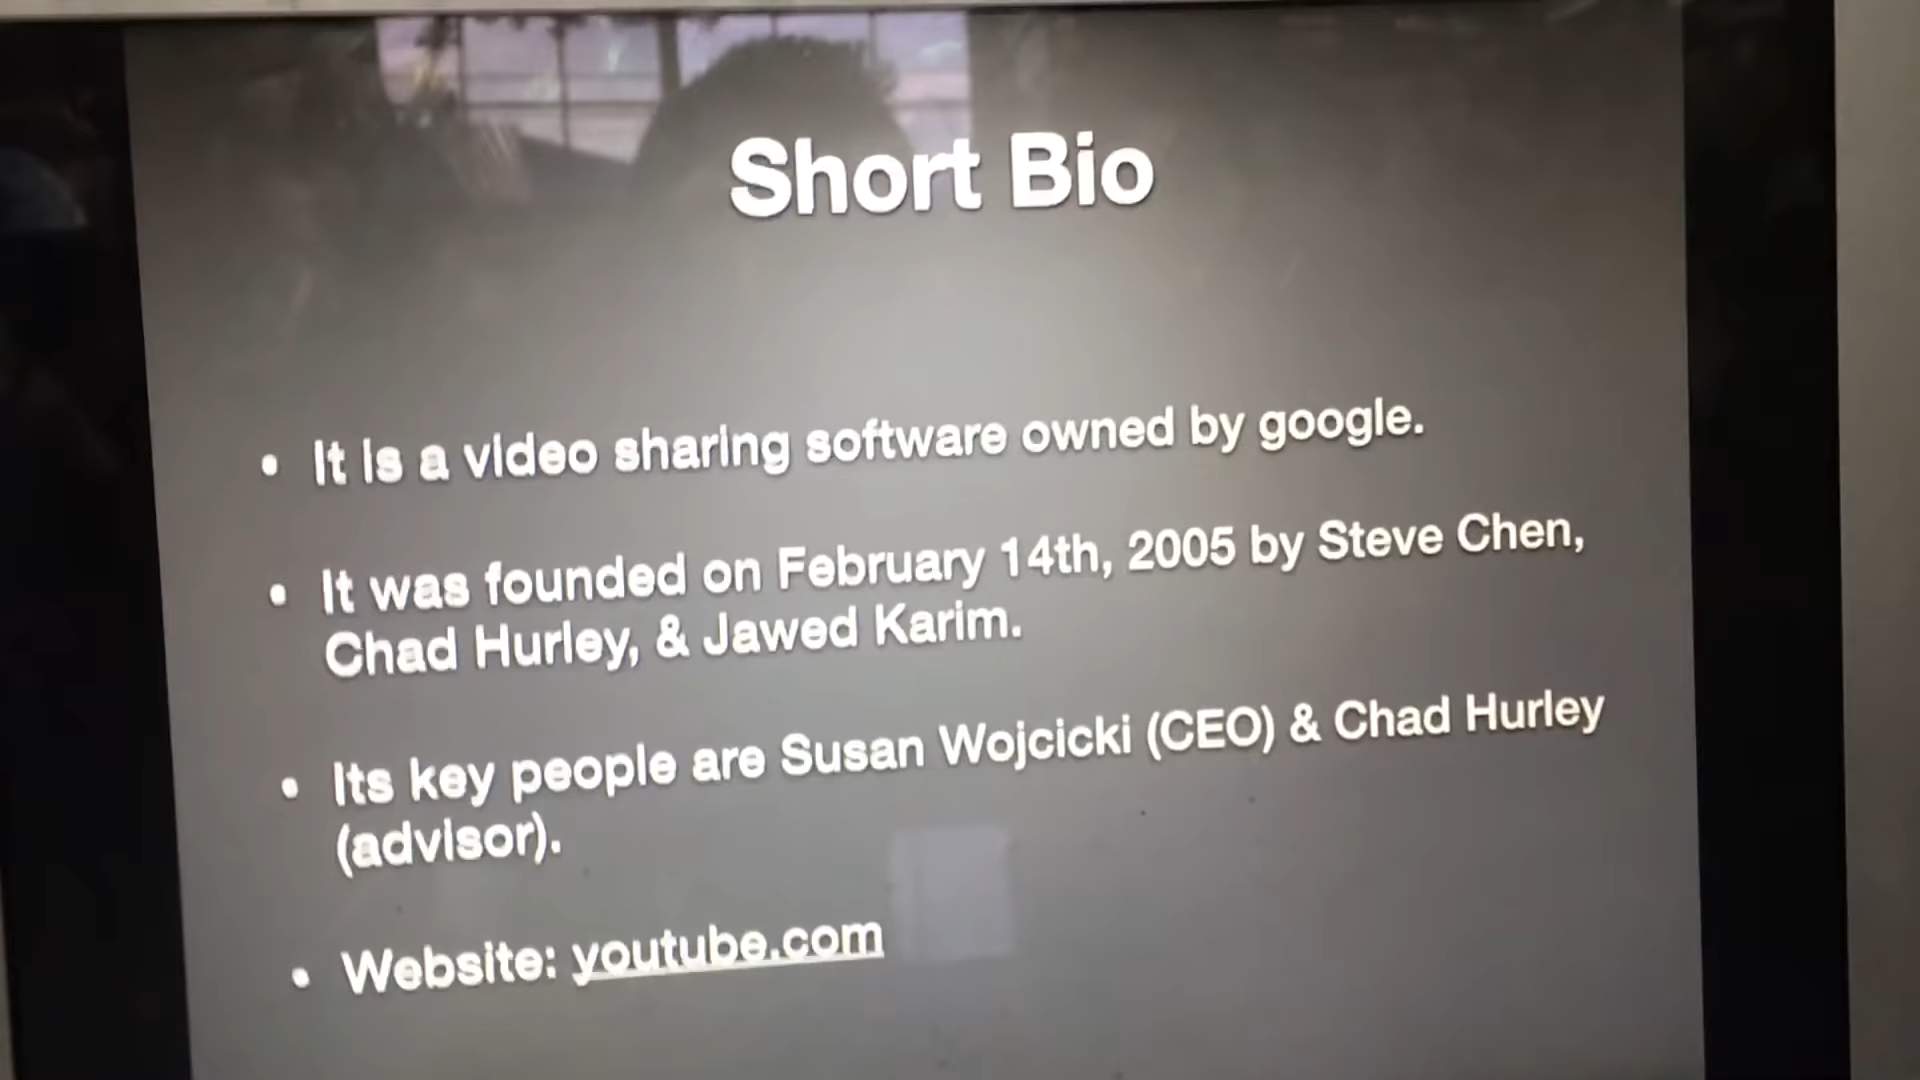 Short Bio
• It is a video sharing software owned by google.
• It was founded on February 14th, 2005 by Steve Chen,
Chad Hurley, & Jawed Karim.
• Its key people are Susan Wojcicki (CEO) & Chad Hurley
(advisor).
• Website: youtube.com